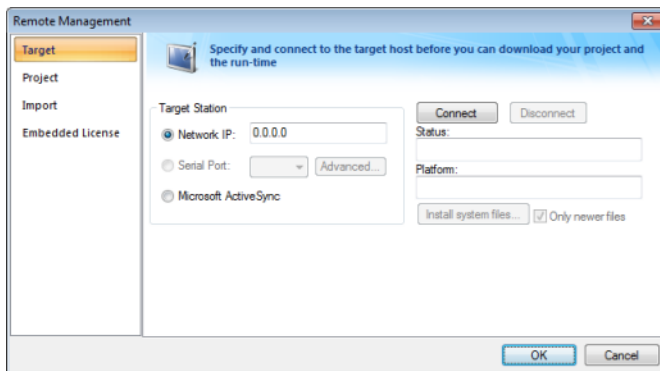 Remote Management
Target
Project
Import
Embedded License
Specify and connect to the target host before you can download your project and
the run-time
Target Station
Network IP: 0.0.0.0
Serial Port: Advanced...
Microsoft ActiveSync
Connect Disconnect
Status:
Platform:
Install system files... Only newer files
OK Cancel